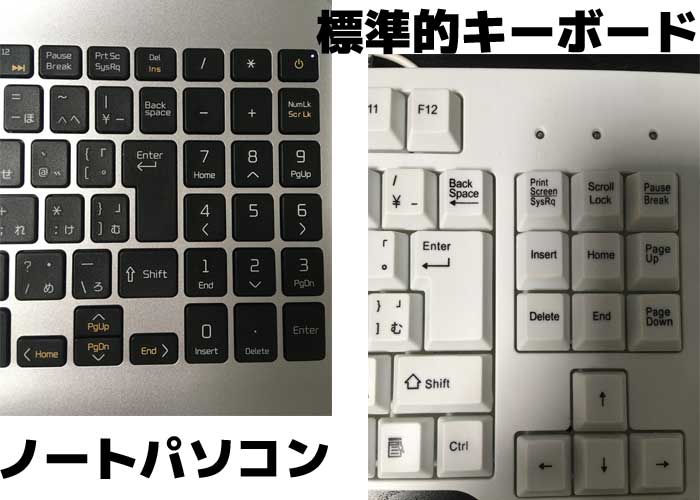 標準的キーボード
12 Pause Break Prt Sc SysRq Del Ins / *
= ー ほ ~ ^ へ | ¥ ー Back space - + NumLk Scr Lk
せ @ ゛ { 「 [ ゜ Enter 7 Home 8 9 PgUp
; れ * : け } 」 ] む 4 5 6
? ・ / め \ ろ Shift 1 End 2 3 PgDn
Home PgUp PgDn End 0 Insert . Delete Enter
ノートパソコン
11 F12
/ ¥ ー Back Space Print Screen SysRq Scroll Lock Pause Break
「 ゜ Enter Insert Home Page Up
} 」 ] む Delete End Page Down
Shift ↑
Ctrl ← ↓ →